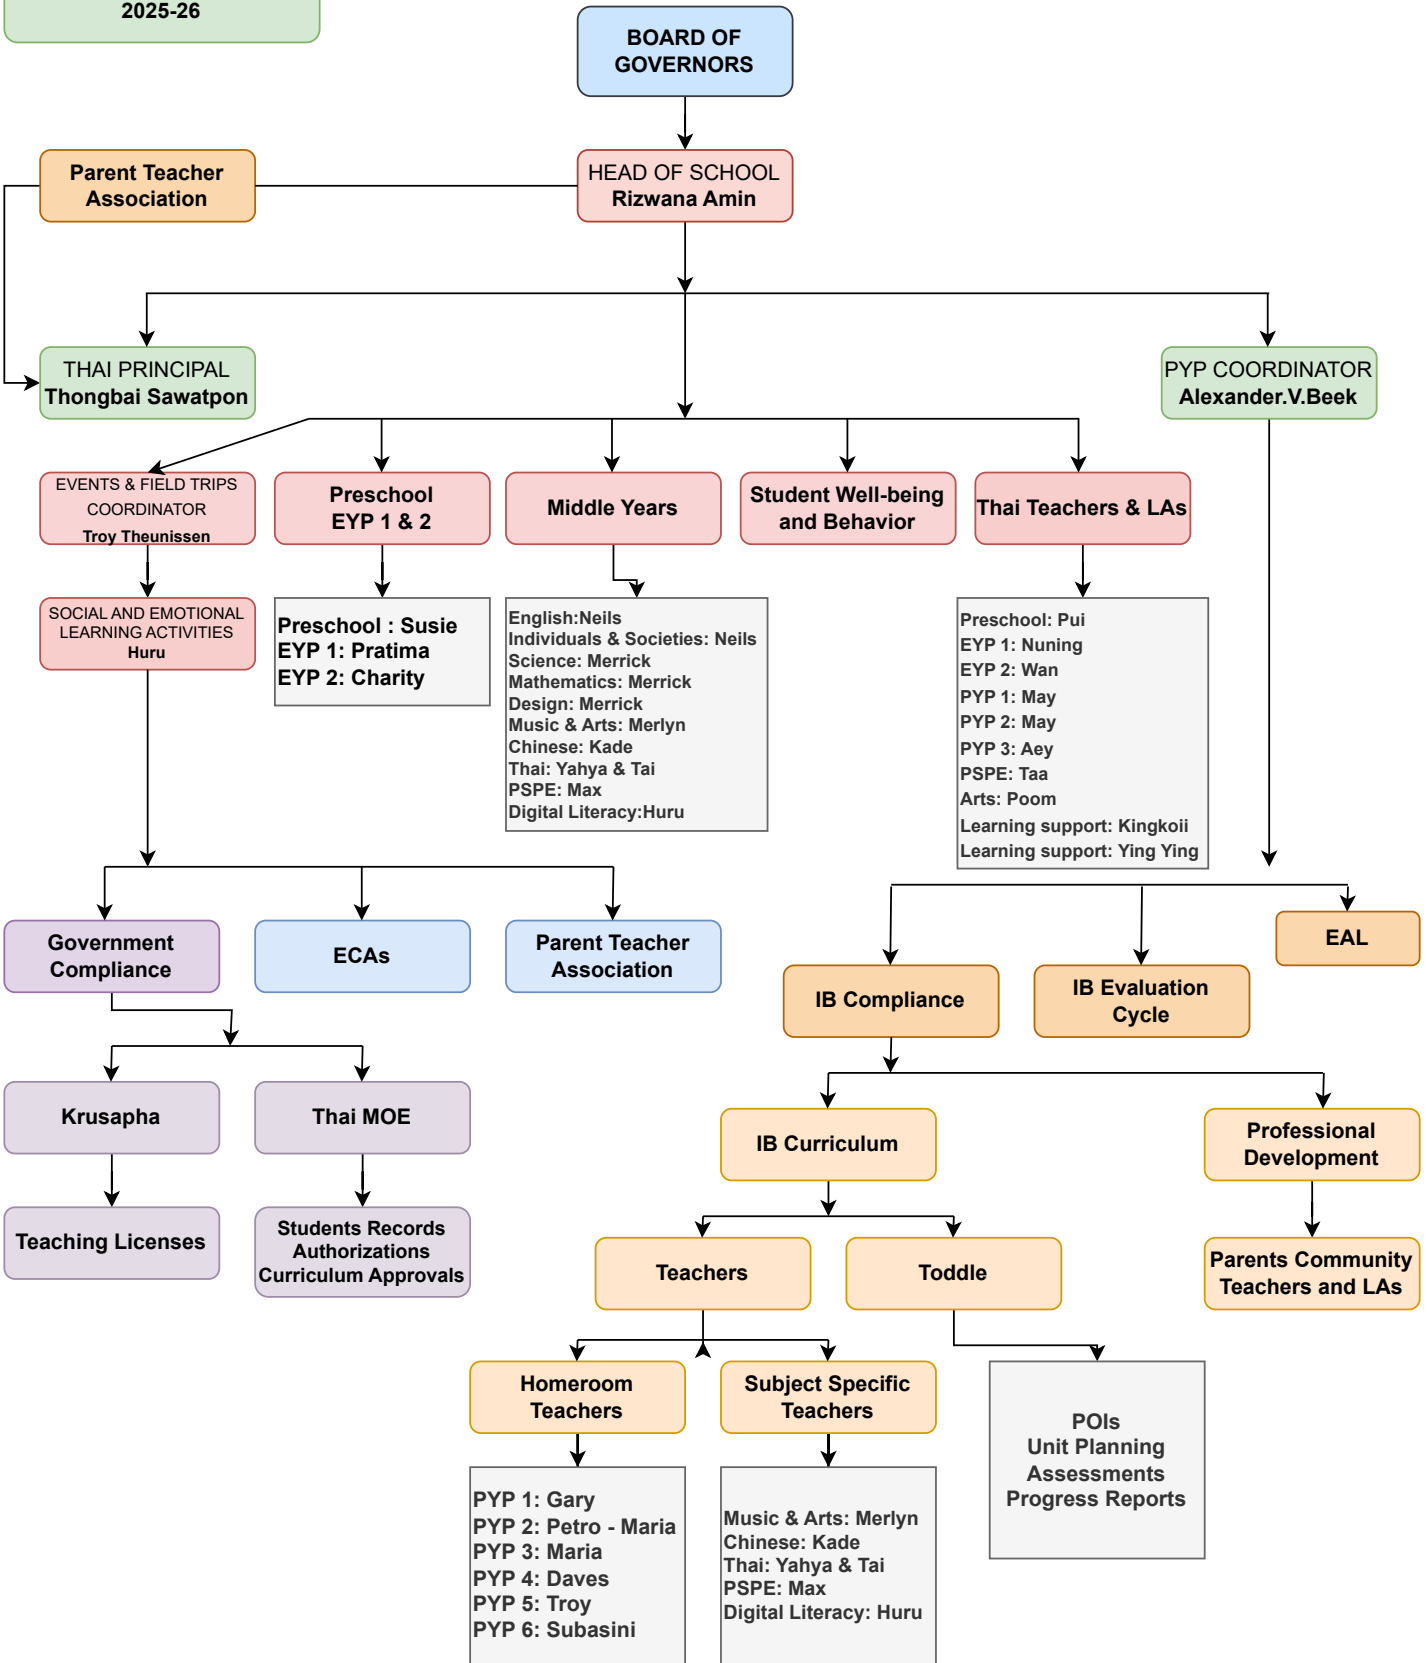 2025-26
BOARD OF
GOVERNORS
Parent Teacher
Association
HEAD OF SCHOOL
Rizwana Amin
THAI PRINCIPAL
Thongbai Sawatpon
PYP COORDINATOR
Alexander.V.Beek
EVENTS & FIELD TRIPS
COORDINATOR
Troy Theunissen
Preschool
EYP 1 & 2
Middle Years
Student Well-being
and Behavior
Thai Teachers & LAs
SOCIAL AND EMOTIONAL
LEARNING ACTIVITIES
Huru
Preschool : Susie
EYP 1: Pratima
EYP 2: Charity
English:Neils
Individuals & Societies: Neils
Science: Merrick
Mathematics: Merrick
Design: Merrick
Music & Arts: Merlyn
Chinese: Kade
Thai: Yahya & Tai
PSPE: Max
Digital Literacy:Huru
Preschool: Pui
EYP 1: Nuning
EYP 2: Wan
PYP 1: May
PYP 2: May
PYP 3: Aey
PSPE: Taa
Arts: Poom
Learning support: Kingkoii
Learning support: Ying Ying
Government
Compliance
ECAs
Parent Teacher
Association
EAL
IB Compliance
IB Evaluation
Cycle
Krusapha
Thai MOE
IB Curriculum
Professional
Development
Teaching Licenses
Students Records
Authorizations
Curriculum Approvals
Teachers
Toddle
Parents Community
Teachers and LAs
Homeroom
Teachers
Subject Specific
Teachers
POIs
Unit Planning
Assessments
Progress Reports
PYP 1: Gary
PYP 2: Petro - Maria
PYP 3: Maria
PYP 4: Daves
PYP 5: Troy
PYP 6: Subasini
Music & Arts: Merlyn
Chinese: Kade
Thai: Yahya & Tai
PSPE: Max
Digital Literacy: Huru